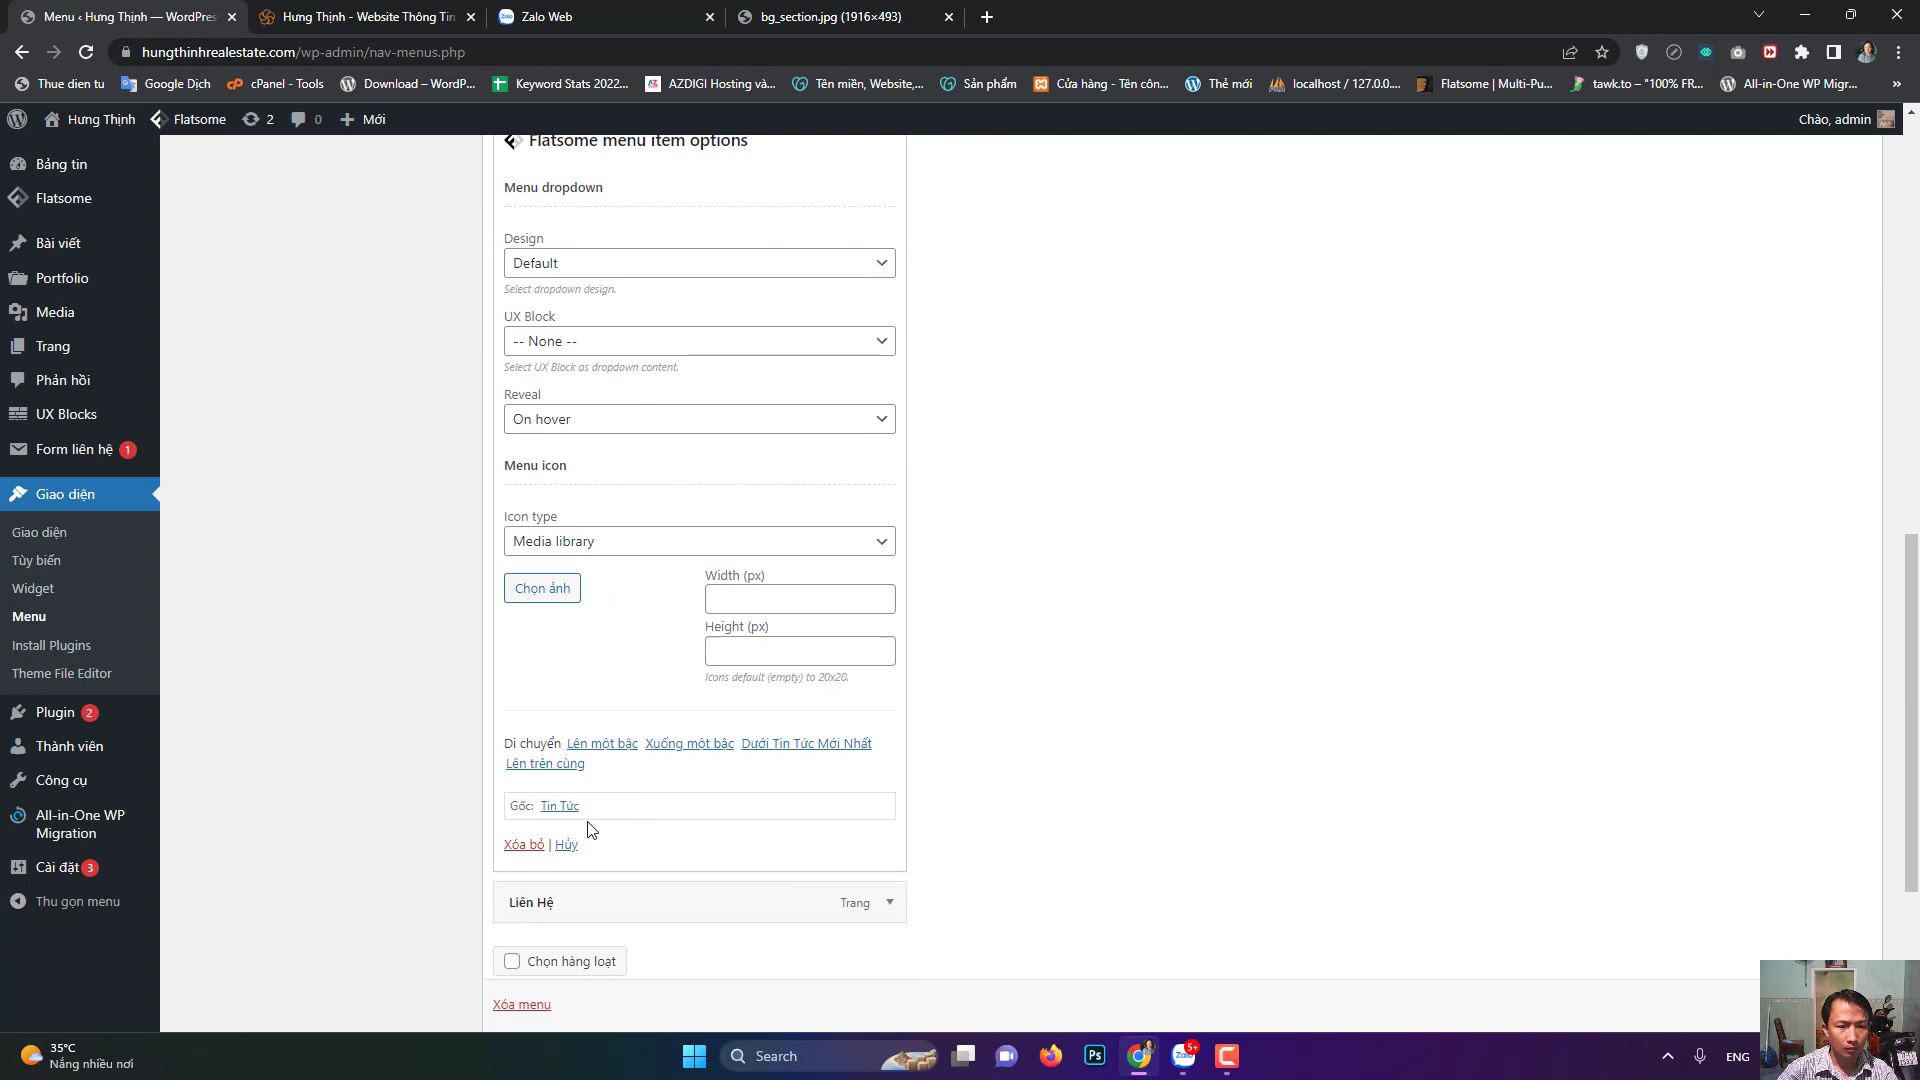 Menu ‹ Hưng Thịnh — WordPres
Hưng Thịnh - Website Thông Tin
Zalo Web
bg_section.jpg (1916×493)
hungthinhrealestate.com/wp-admin/nav-menus.php
Thue dien tu
Google Dịch
cPanel - Tools
Download – WordP...
Keyword Stats 2022...
AZDIGI Hosting và...
Tên miền, Website,...
Sản phẩm
Cửa hàng - Tên côn...
Thẻ mới
localhost / 127.0.0....
Flatsome | Multi-Pu...
tawk.to – "100% FR...
All-in-One WP Migr...
»
Hưng Thịnh
Flatsome
2
0
Mới
Chào, admin
Bảng tin
Flatsome
Bài viết
Portfolio
Media
Trang
Phản hồi
UX Blocks
Form liên hệ 1
Giao diện
Giao diện
Tùy biến
Widget
Menu
Install Plugins
Theme File Editor
Plugin 2
Thành viên
Công cụ
All-in-One WP
Migration
Cài đặt 3
Thu gọn menu
Flatsome menu item options
Menu dropdown
Design
Default
Select dropdown design.
UX Block
-- None --
Select UX Block as dropdown content.
Reveal
On hover
Menu icon
Icon type
Media library
Chọn ảnh
Width (px)
Height (px)
Icons default (empty) to 20x20.
Di chuyển Lên một bậc Xuống một bậc Dưới Tin Tức Mới Nhất
Lên trên cùng
Gốc: Tin Tức
Xóa bỏ | Hủy
Liên Hệ
Trang
Chọn hàng loạt
Xóa menu
35°C
Nắng nhiều nơi
Search
Ps
Zalo
5+
ENG